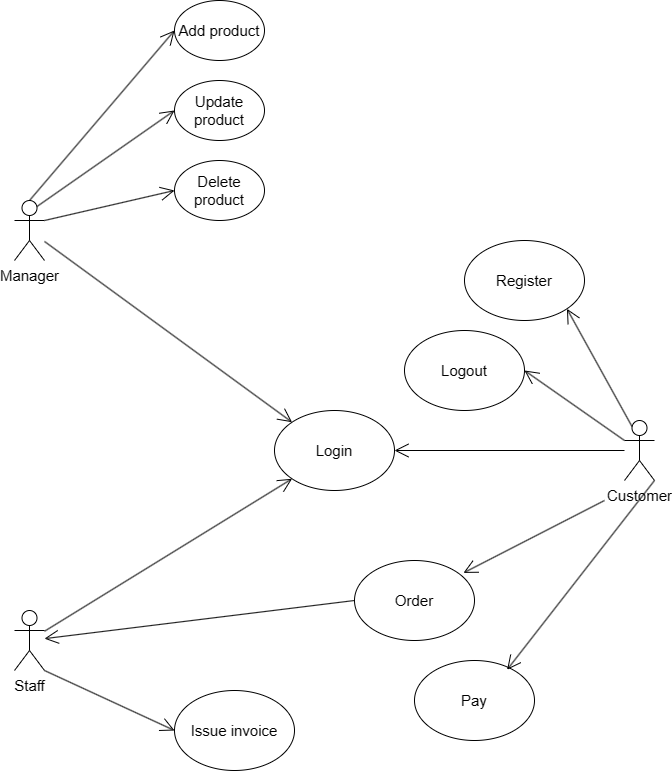 Add product
Update
product
Delete
product
Manager
Register
Logout
Login
Customer
Order
Staff
Pay
Issue invoice